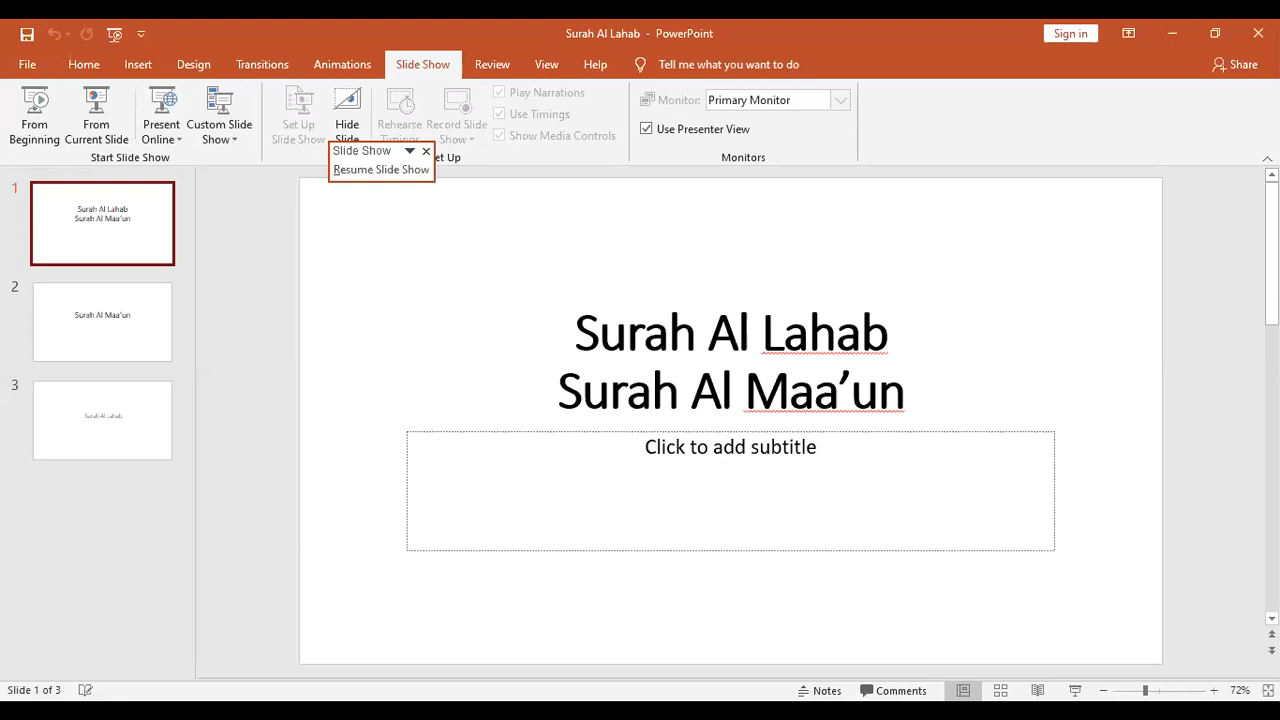 Surah Al Lahab - PowerPoint
Sign in
File Home Insert Design Transitions Animations Slide Show Review View Help Tell me what you want to do Share
From Beginning
From Current Slide
Present Online
Custom Slide Show
Start Slide Show
Set Up Slide Show
Hide Slide
Rehearse Timings
Record Slide Show
Play Narrations
Use Timings
Show Media Controls
et Up
Monitor: Primary Monitor
Use Presenter View
Monitors
Slide Show
Resume Slide Show
1
Surah Al Lahab
Surah Al Maa'un
2
Surah Al Maa'un
3
Surah Al Lahab
Surah Al Lahab
Surah Al Maa’un
Click to add subtitle
Slide 1 of 3 Notes Comments 72%